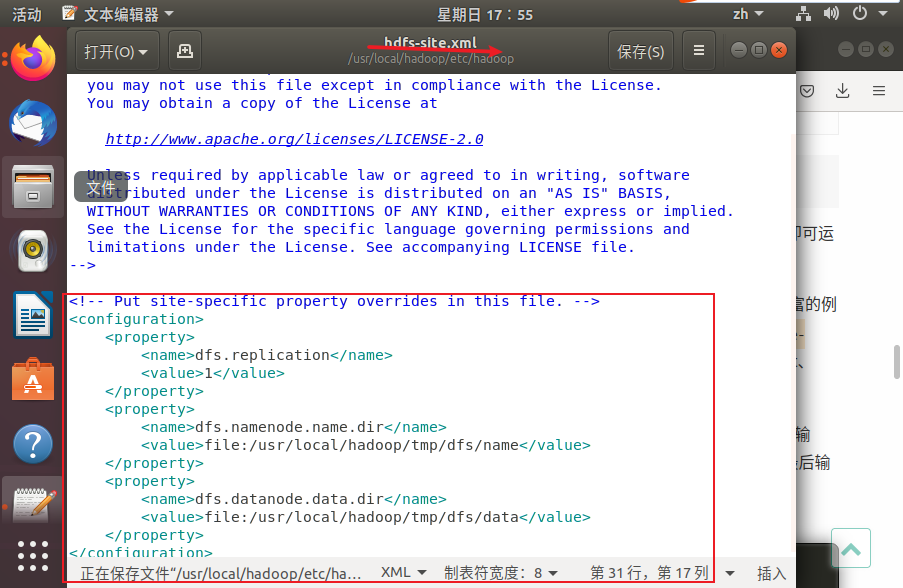 活动
文本编辑器
星期日 17：55
zh
打开(O)
hdfs-site.xml
/usr/local/hadoop/etc/hadoop
保存(S)
you may not use this file except in compliance with the License.
You may obtain a copy of the License at
http://www.apache.org/licenses/LICENSE-2.0
Unless required by applicable law or agreed to in writing, software
distributed under the License is distributed on an "AS IS" BASIS,
WITHOUT WARRANTIES OR CONDITIONS OF ANY KIND, either express or implied.
See the License for the specific language governing permissions and
limitations under the License. See accompanying LICENSE file.
-->
文件
<!-- Put site-specific property overrides in this file. -->
<configuration>
<property>
<name>dfs.replication</name>
<value>1</value>
</property>
<property>
<name>dfs.namenode.name.dir</name>
<value>file:/usr/local/hadoop/tmp/dfs/name</value>
</property>
<property>
<name>dfs.datanode.data.dir</name>
<value>file:/usr/local/hadoop/tmp/dfs/data</value>
</property>
</configuration>
正在保存文件“/usr/local/hadoop/etc/ha…
XML
制表符宽度：8
第 31 行，第 17 列
插入
即可运
富的例
输
后输